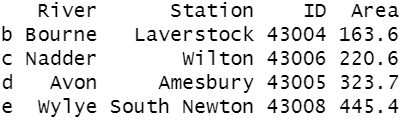 River Station ID Area
b Bourne Laverstock 43004 163.6
c Nadder Wilton 43006 220.6
d Avon Amesbury 43005 323.7
e Wylye South Newton 43008 445.4